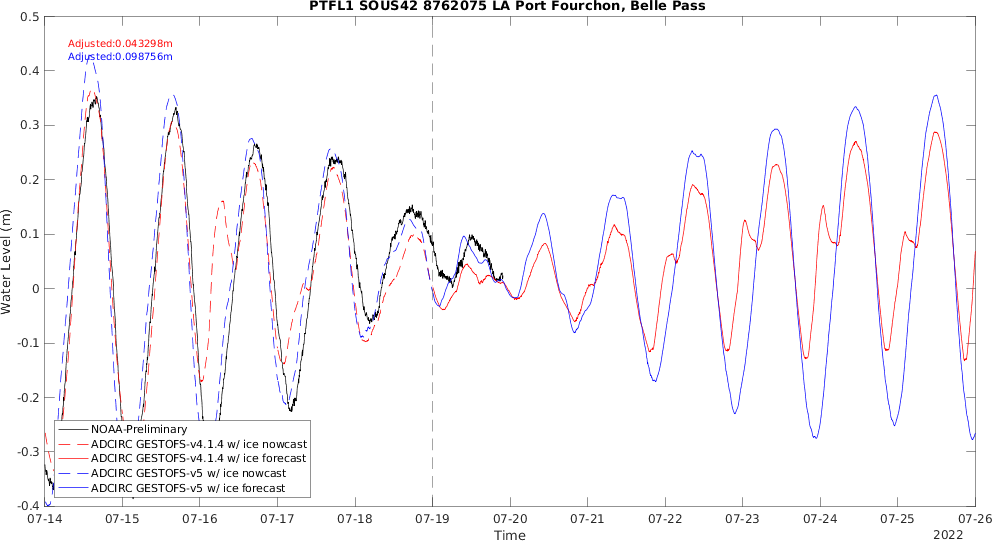 PTFL1 SOUS42 8762075 LA Port Fourchon, Belle Pass
Adjusted:0.043298m
Adjusted:0.098756m
Water Level (m)
0.5
0.4
0.3
0.2
0.1
0
-0.1
-0.2
-0.3
-0.4
NOAA-Preliminary
ADCIRC GESTOFS-v4.1.4 w/ ice nowcast
ADCIRC GESTOFS-v4.1.4 w/ ice forecast
ADCIRC GESTOFS-v5 w/ ice nowcast
ADCIRC GESTOFS-v5 w/ ice forecast
07-14 07-15 07-16 07-17 07-18 07-19 07-20 07-21 07-22 07-23 07-24 07-25 07-26
Time
2022